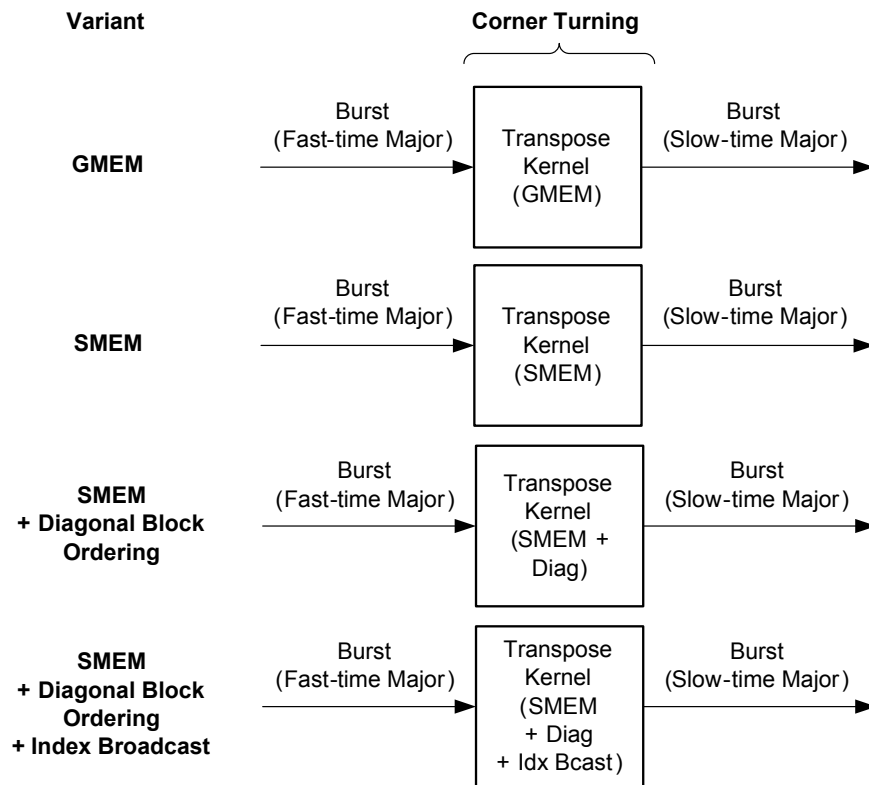 Variant
Corner Turning
GMEM
Burst
(Fast-time Major)
Transpose
Kernel
(GMEM)
Burst
(Slow-time Major)
SMEM
Burst
(Fast-time Major)
Transpose
Kernel
(SMEM)
Burst
(Slow-time Major)
SMEM
+ Diagonal Block
Ordering
Burst
(Fast-time Major)
Transpose
Kernel
(SMEM +
Diag)
Burst
(Slow-time Major)
SMEM
+ Diagonal Block
Ordering
+ Index Broadcast
Burst
(Fast-time Major)
Transpose
Kernel
(SMEM
+ Diag
+ Idx Bcast)
Burst
(Slow-time Major)